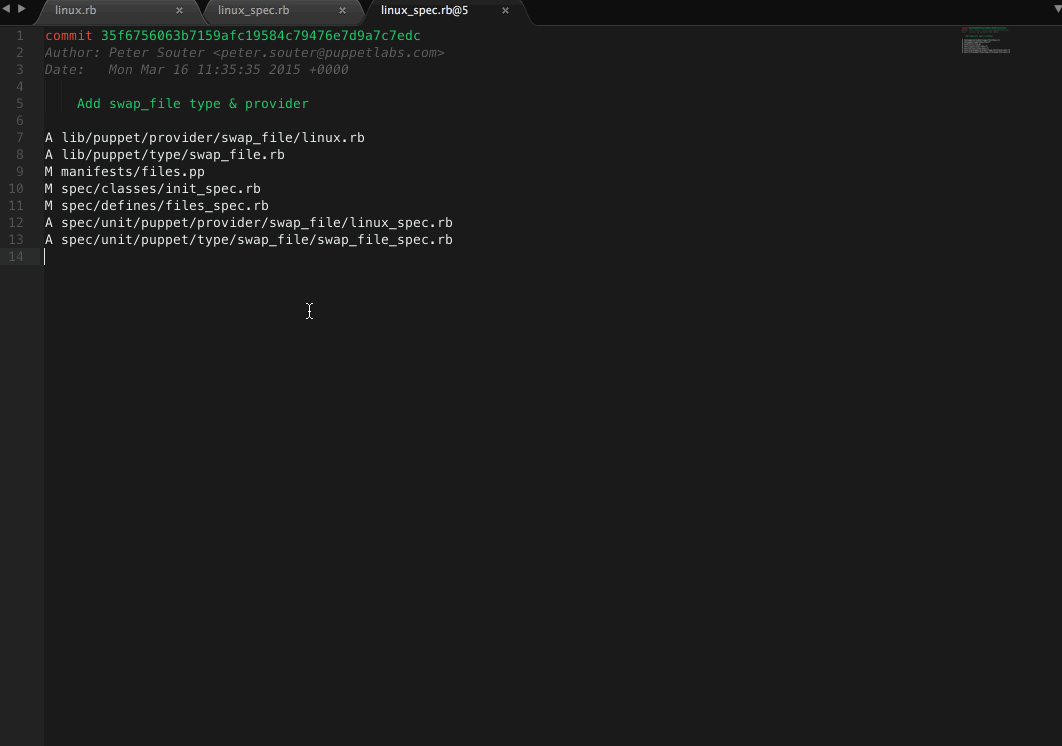 linux.rb
linux_spec.rb
linux_spec.rb@5
1 commit 35f6756063b7159afc19584c79476e7d9a7c7edc
2 Author: Peter Souter <peter.souter@puppetlabs.com>
3 Date:   Mon Mar 16 11:35:35 2015 +0000
4
5     Add swap_file type & provider
6
7 A lib/puppet/provider/swap_file/linux.rb
8 A lib/puppet/type/swap_file.rb
9 M manifests/files.pp
10 M spec/classes/init_spec.rb
11 M spec/defines/files_spec.rb
12 A spec/unit/puppet/provider/swap_file/linux_spec.rb
13 A spec/unit/puppet/type/swap_file/swap_file_spec.rb
14